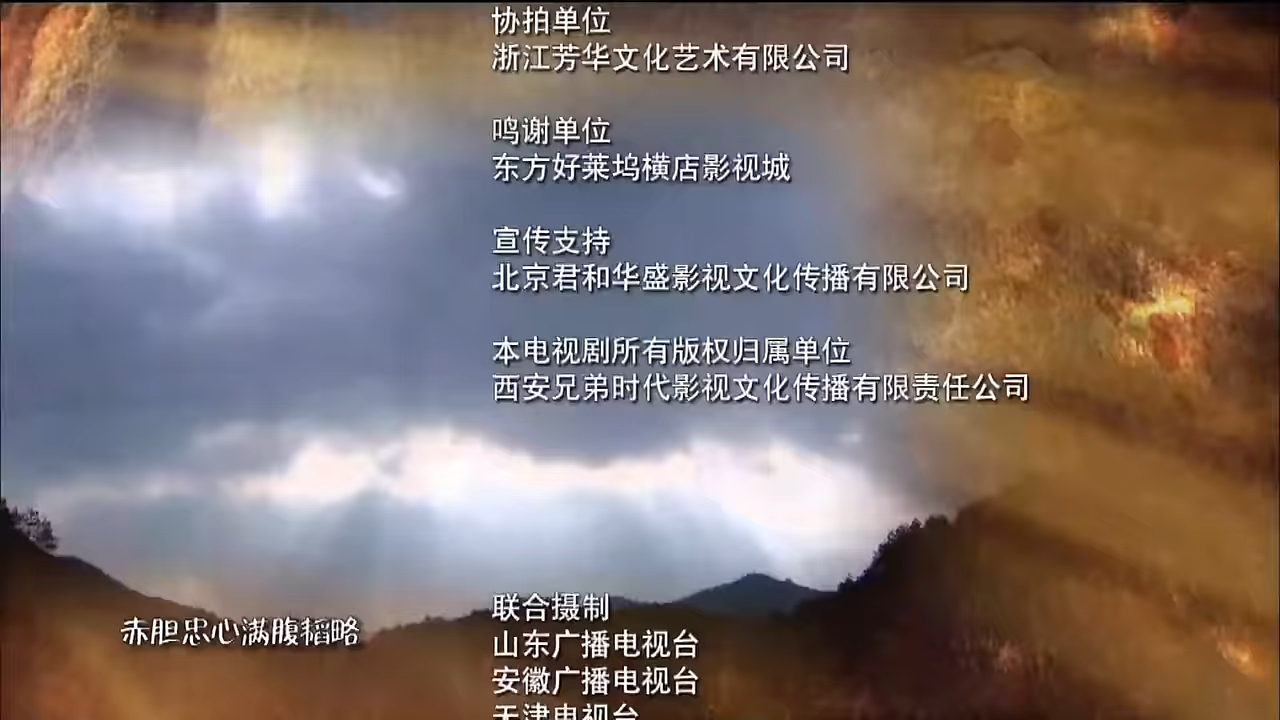 协拍单位
浙江芳华文化艺术有限公司
鸣谢单位
东方好莱坞横店影视城
宣传支持
北京君和华盛影视文化传播有限公司
本电视剧所有版权归属单位
西安兄弟时代影视文化传播有限责任公司
联合摄制
山东广播电视台
安徽广播电视台
天津电视台
赤胆忠心满腹韬略